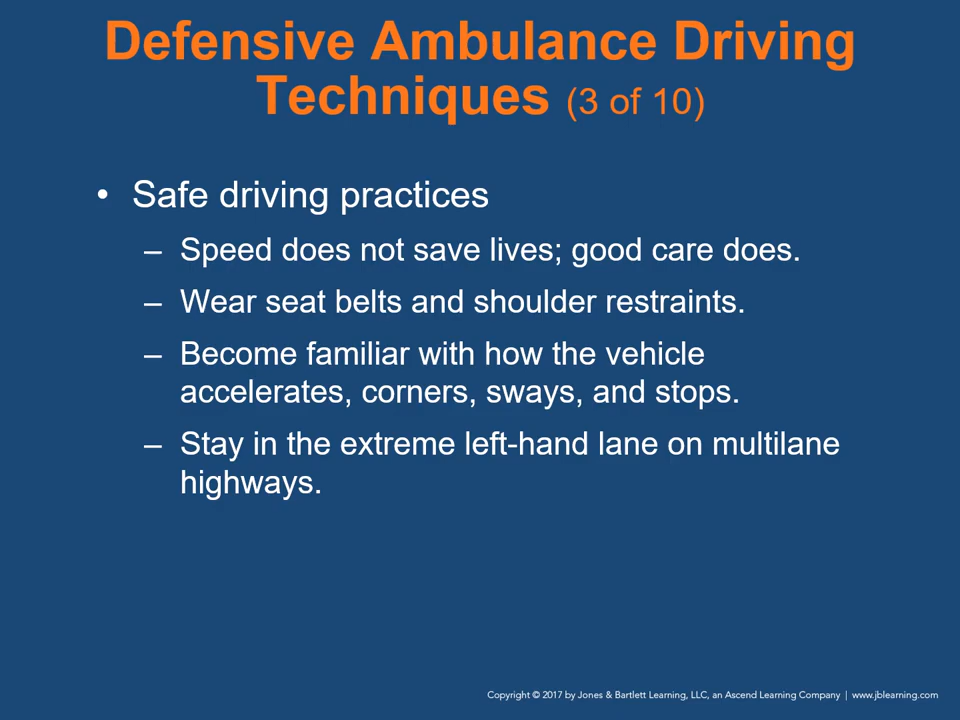 Defensive Ambulance Driving
Techniques (3 of 10)
• Safe driving practices
– Speed does not save lives; good care does.
– Wear seat belts and shoulder restraints.
– Become familiar with how the vehicle
accelerates, corners, sways, and stops.
– Stay in the extreme left-hand lane on multilane
highways.
Copyright © 2017 by Jones & Bartlett Learning, LLC, an Ascend Learning Company | www.jblearning.com